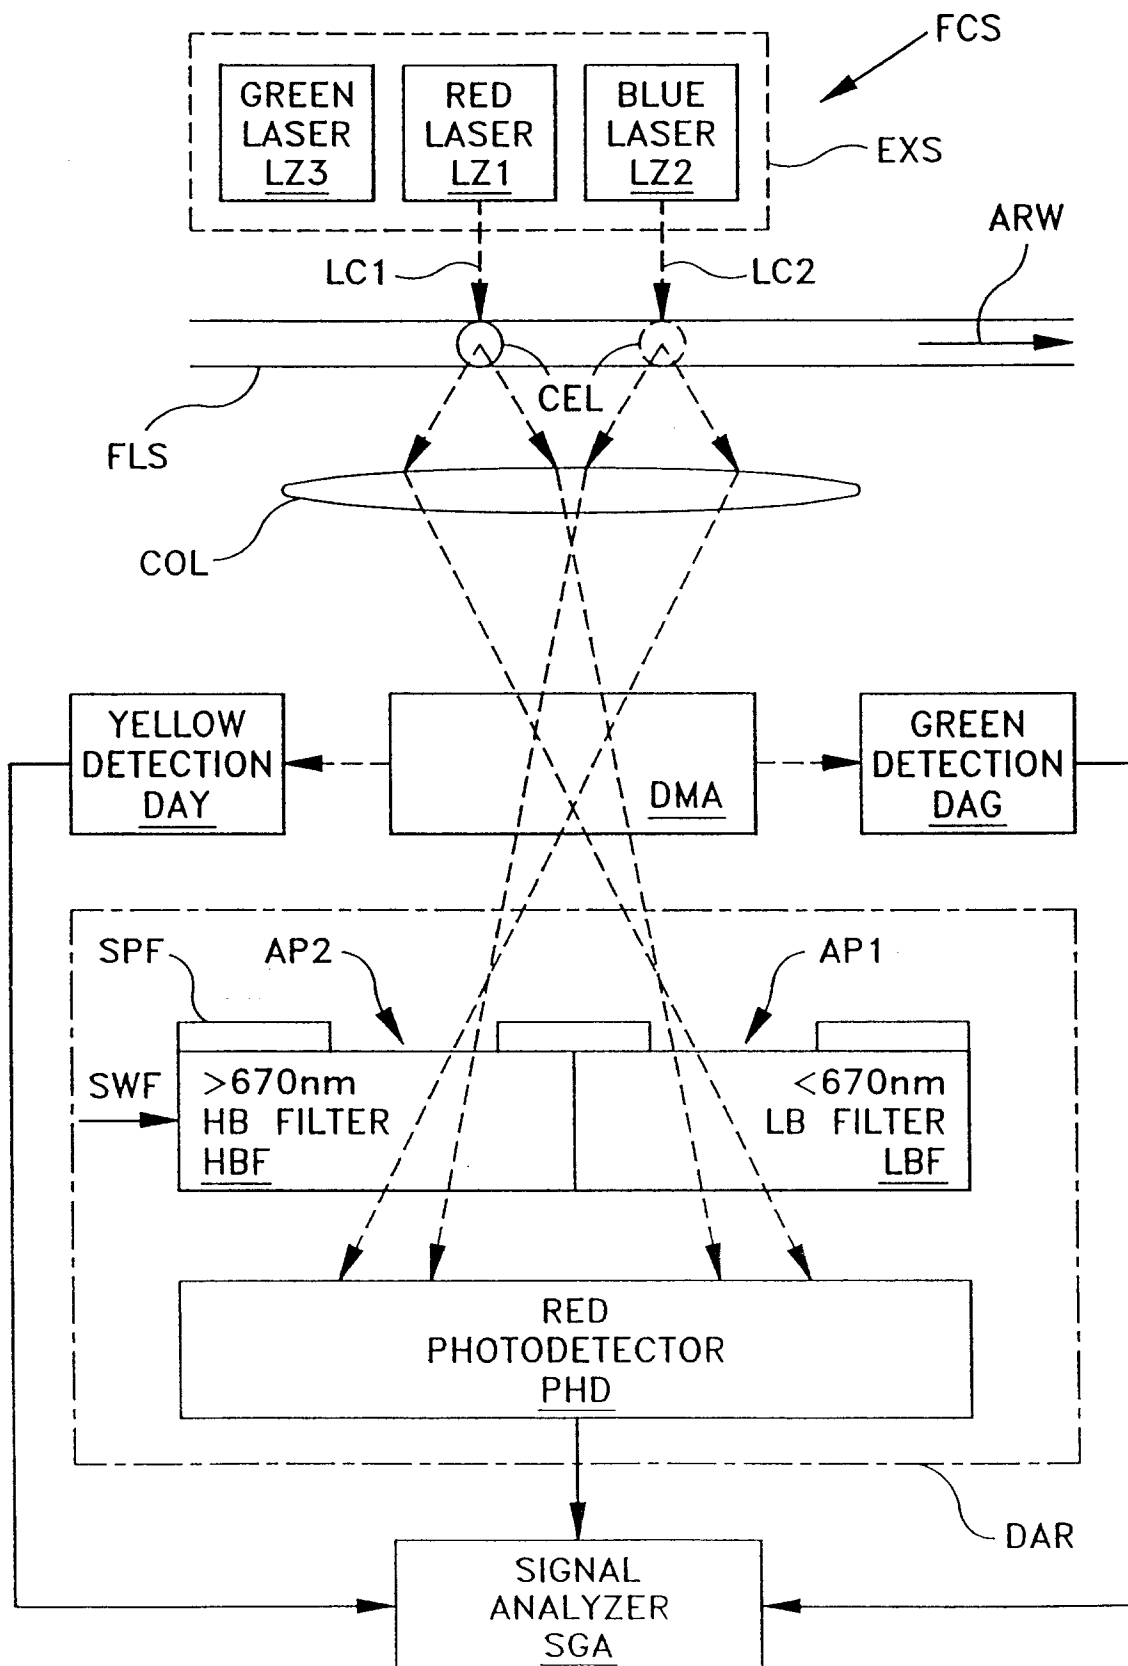 FCS
GREEN
LASER
LZ3
RED
LASER
LZ1
BLUE
LASER
LZ2
EXS
ARW
LC1
LC2
CEL
FLS
COL
YELLOW
DETECTION
DAY
DMA
GREEN
DETECTION
DAG
SPF
AP2
AP1
SWF
>670nm
HB FILTER
HBF
<670nm
LB FILTER
LBF
RED
PHOTODETECTOR
PHD
DAR
SIGNAL
ANALYZER
SGA